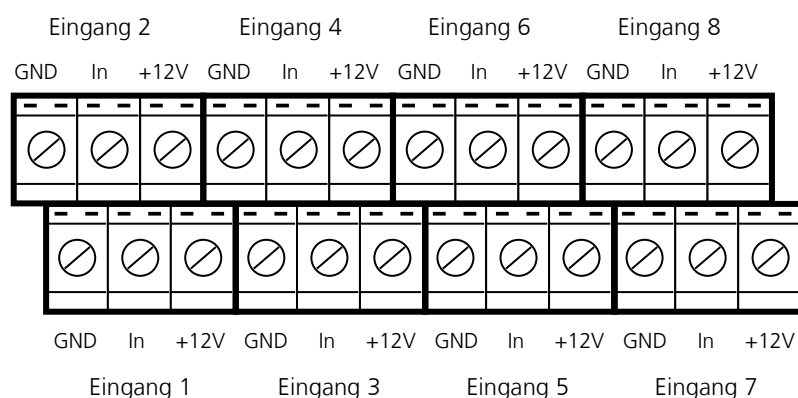 Eingang 2 Eingang 4 Eingang 6 Eingang 8
GND In +12V GND In +12V GND In +12V GND In +12V
GND In +12V GND In +12V GND In +12V GND In +12V
Eingang 1 Eingang 3 Eingang 5 Eingang 7